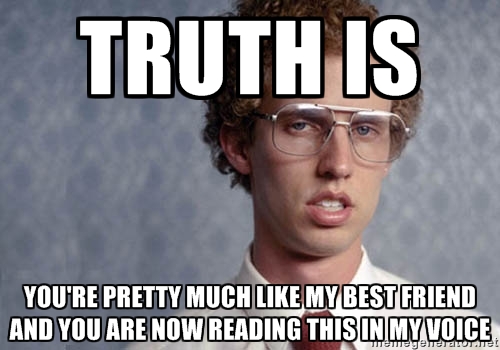 TRUTH IS
YOU'RE PRETTY MUCH LIKE MY BEST FRIEND
AND YOU ARE NOW READING THIS IN MY VOICE
memegenerator.net